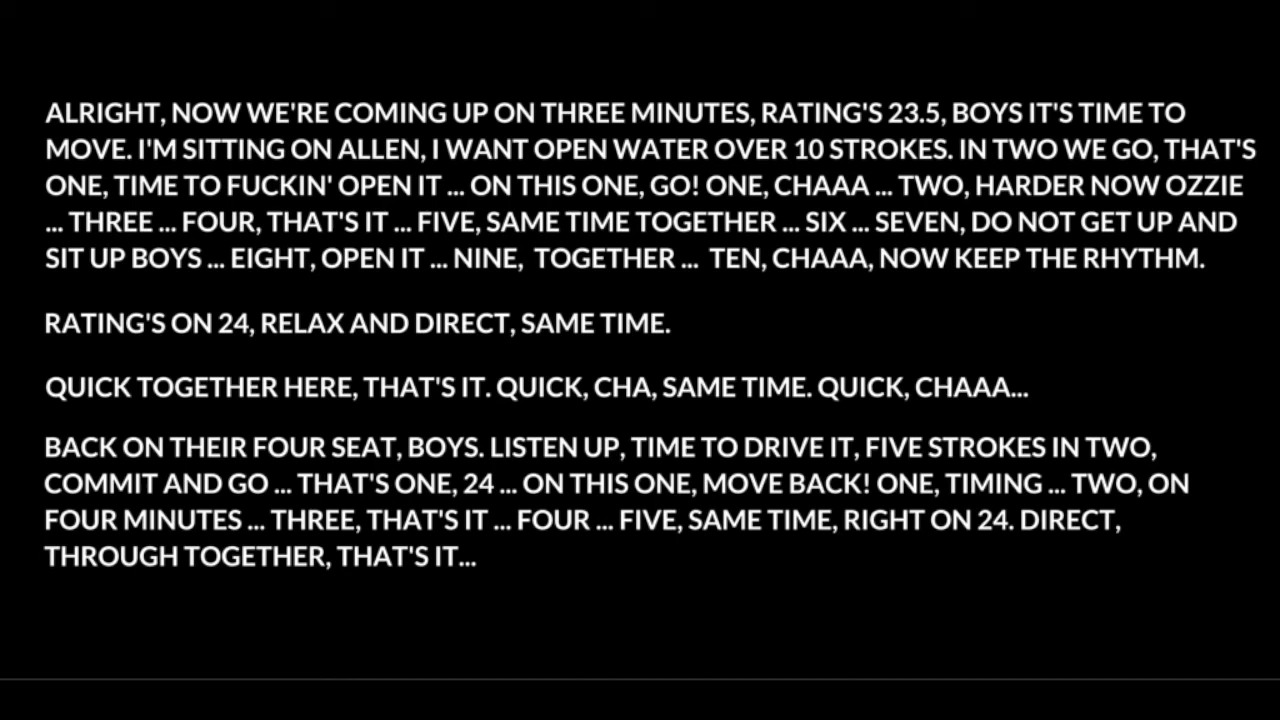 ALRIGHT, NOW WE'RE COMING UP ON THREE MINUTES, RATING'S 23.5, BOYS IT'S TIME TO
MOVE. I'M SITTING ON ALLEN, I WANT OPEN WATER OVER 10 STROKES. IN TWO WE GO, THAT'S
ONE, TIME TO FUCKIN' OPEN IT ... ON THIS ONE, GO! ONE, CHAAA ... TWO, HARDER NOW OZZIE
... THREE ... FOUR, THAT'S IT ... FIVE, SAME TIME TOGETHER ... SIX ... SEVEN, DO NOT GET UP AND
SIT UP BOYS ... EIGHT, OPEN IT ... NINE,  TOGETHER ...  TEN, CHAAA, NOW KEEP THE RHYTHM.
RATING'S ON 24, RELAX AND DIRECT, SAME TIME.
QUICK TOGETHER HERE, THAT'S IT. QUICK, CHA, SAME TIME. QUICK, CHAAA...
BACK ON THEIR FOUR SEAT, BOYS. LISTEN UP, TIME TO DRIVE IT, FIVE STROKES IN TWO,
COMMIT AND GO ... THAT'S ONE, 24 ... ON THIS ONE, MOVE BACK! ONE, TIMING ... TWO, ON
FOUR MINUTES ... THREE, THAT'S IT ... FOUR ... FIVE, SAME TIME, RIGHT ON 24. DIRECT,
THROUGH TOGETHER, THAT'S IT...